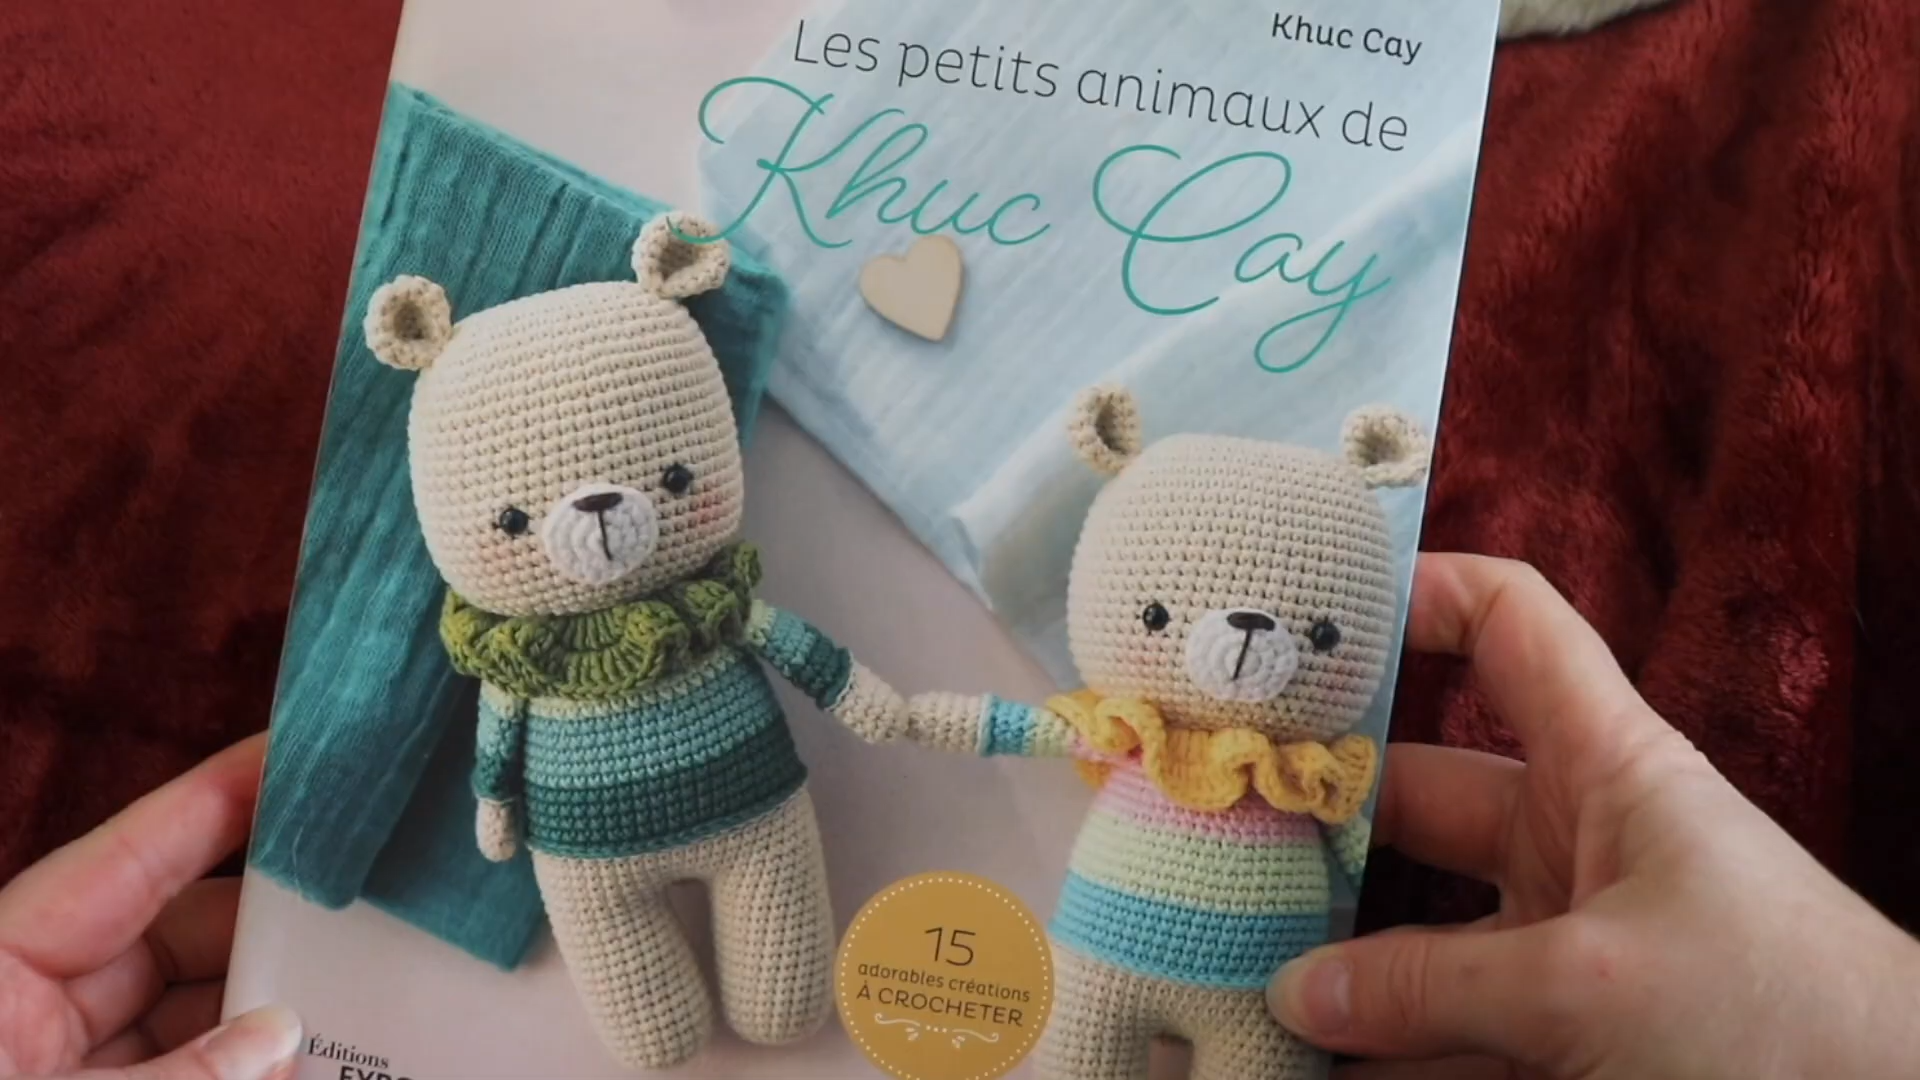 Khuc Cay
Les petits animaux de
Khuc Cay
15
adorables créations
À CROCHETER
Éditions